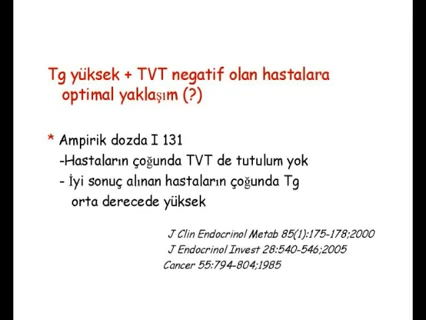 Tg yüksek + TVT negatif olan hastalara
optimal yaklaşım (?)
* Ampirik dozda I 131
-Hastaların çoğunda TVT de tutulum yok
- İyi sonuç alınan hastaların çoğunda Tg
orta derecede yüksek
J Clin Endocrinol Metab 85(1):175-178;2000
J Endocrinol Invest 28:540-546;2005
Cancer 55:794-804;1985